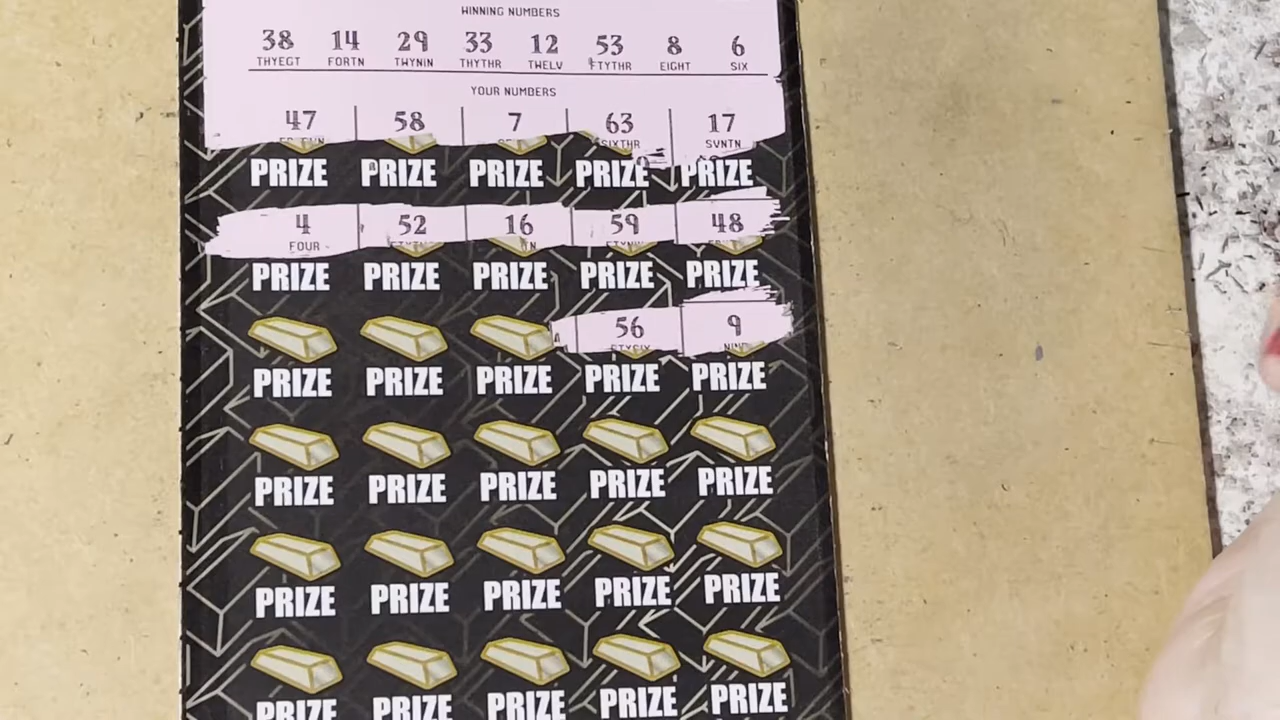 WINNING NUMBERS
38 14 29 33 12 53 8 6
THYEGT FORTN TWYNIN THYTHR TWELV FTYTHR EIGHT SIX
YOUR NUMBERS
47 58 7 63 17
SIXTHR SVNTN
PRIZE PRIZE PRIZE PRIZE PRIZE
4 52 16 59 48
FOUR
PRIZE PRIZE PRIZE PRIZE PRIZE
56 9
PRIZE PRIZE PRIZE PRIZE PRIZE
PRIZE PRIZE PRIZE PRIZE PRIZE
PRIZE PRIZE PRIZE PRIZE PRIZE
PRIZE PRIZE PRIZE PRIZE PRIZE